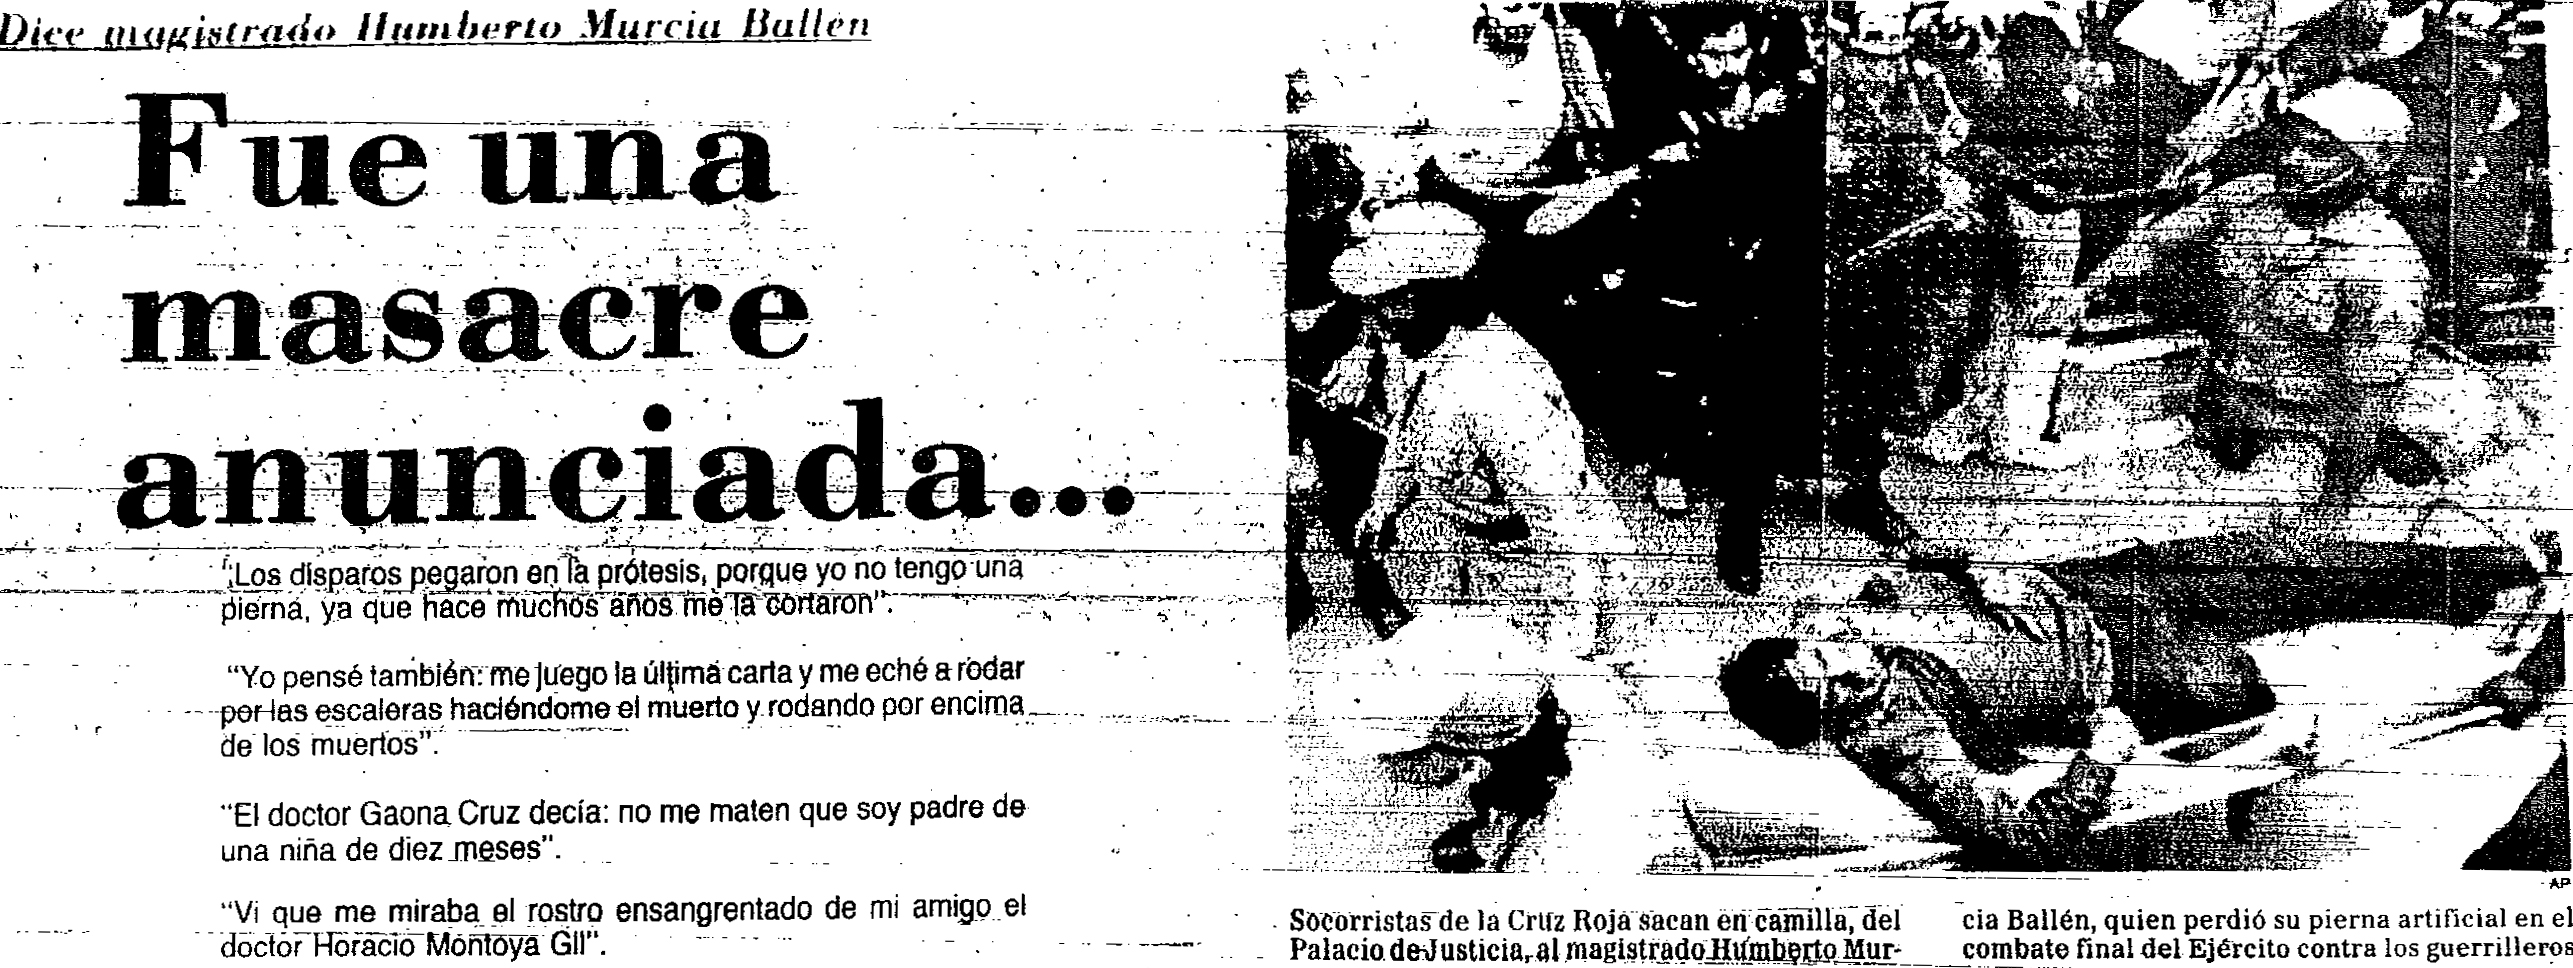 Dice magistrado Humberto Murcia Ballén
Fue una
masacre
anunciada...
"Los disparos pegaron en la prótesis, porque yo no tengo una
pierna, ya que hace muchos años me la cortaron".
"Yo pensé también: me juego la última carta y me eché a rodar
por las escaleras haciéndome el muerto y rodando por encima
de los muertos".
"El doctor Gaona Cruz decía: no me maten que soy padre de
una niña de diez meses".
"Vi que me miraba el rostro ensangrentado de mi amigo el
doctor Horacio Montoya Gil".
AP
Socorristas de la Cruz Roja sacan en camilla, del
Palacio de Justicia, al magistrado Humberto Mur-
cia Ballén, quien perdió su pierna artificial en el
combate final del Ejército contra los guerrilleros